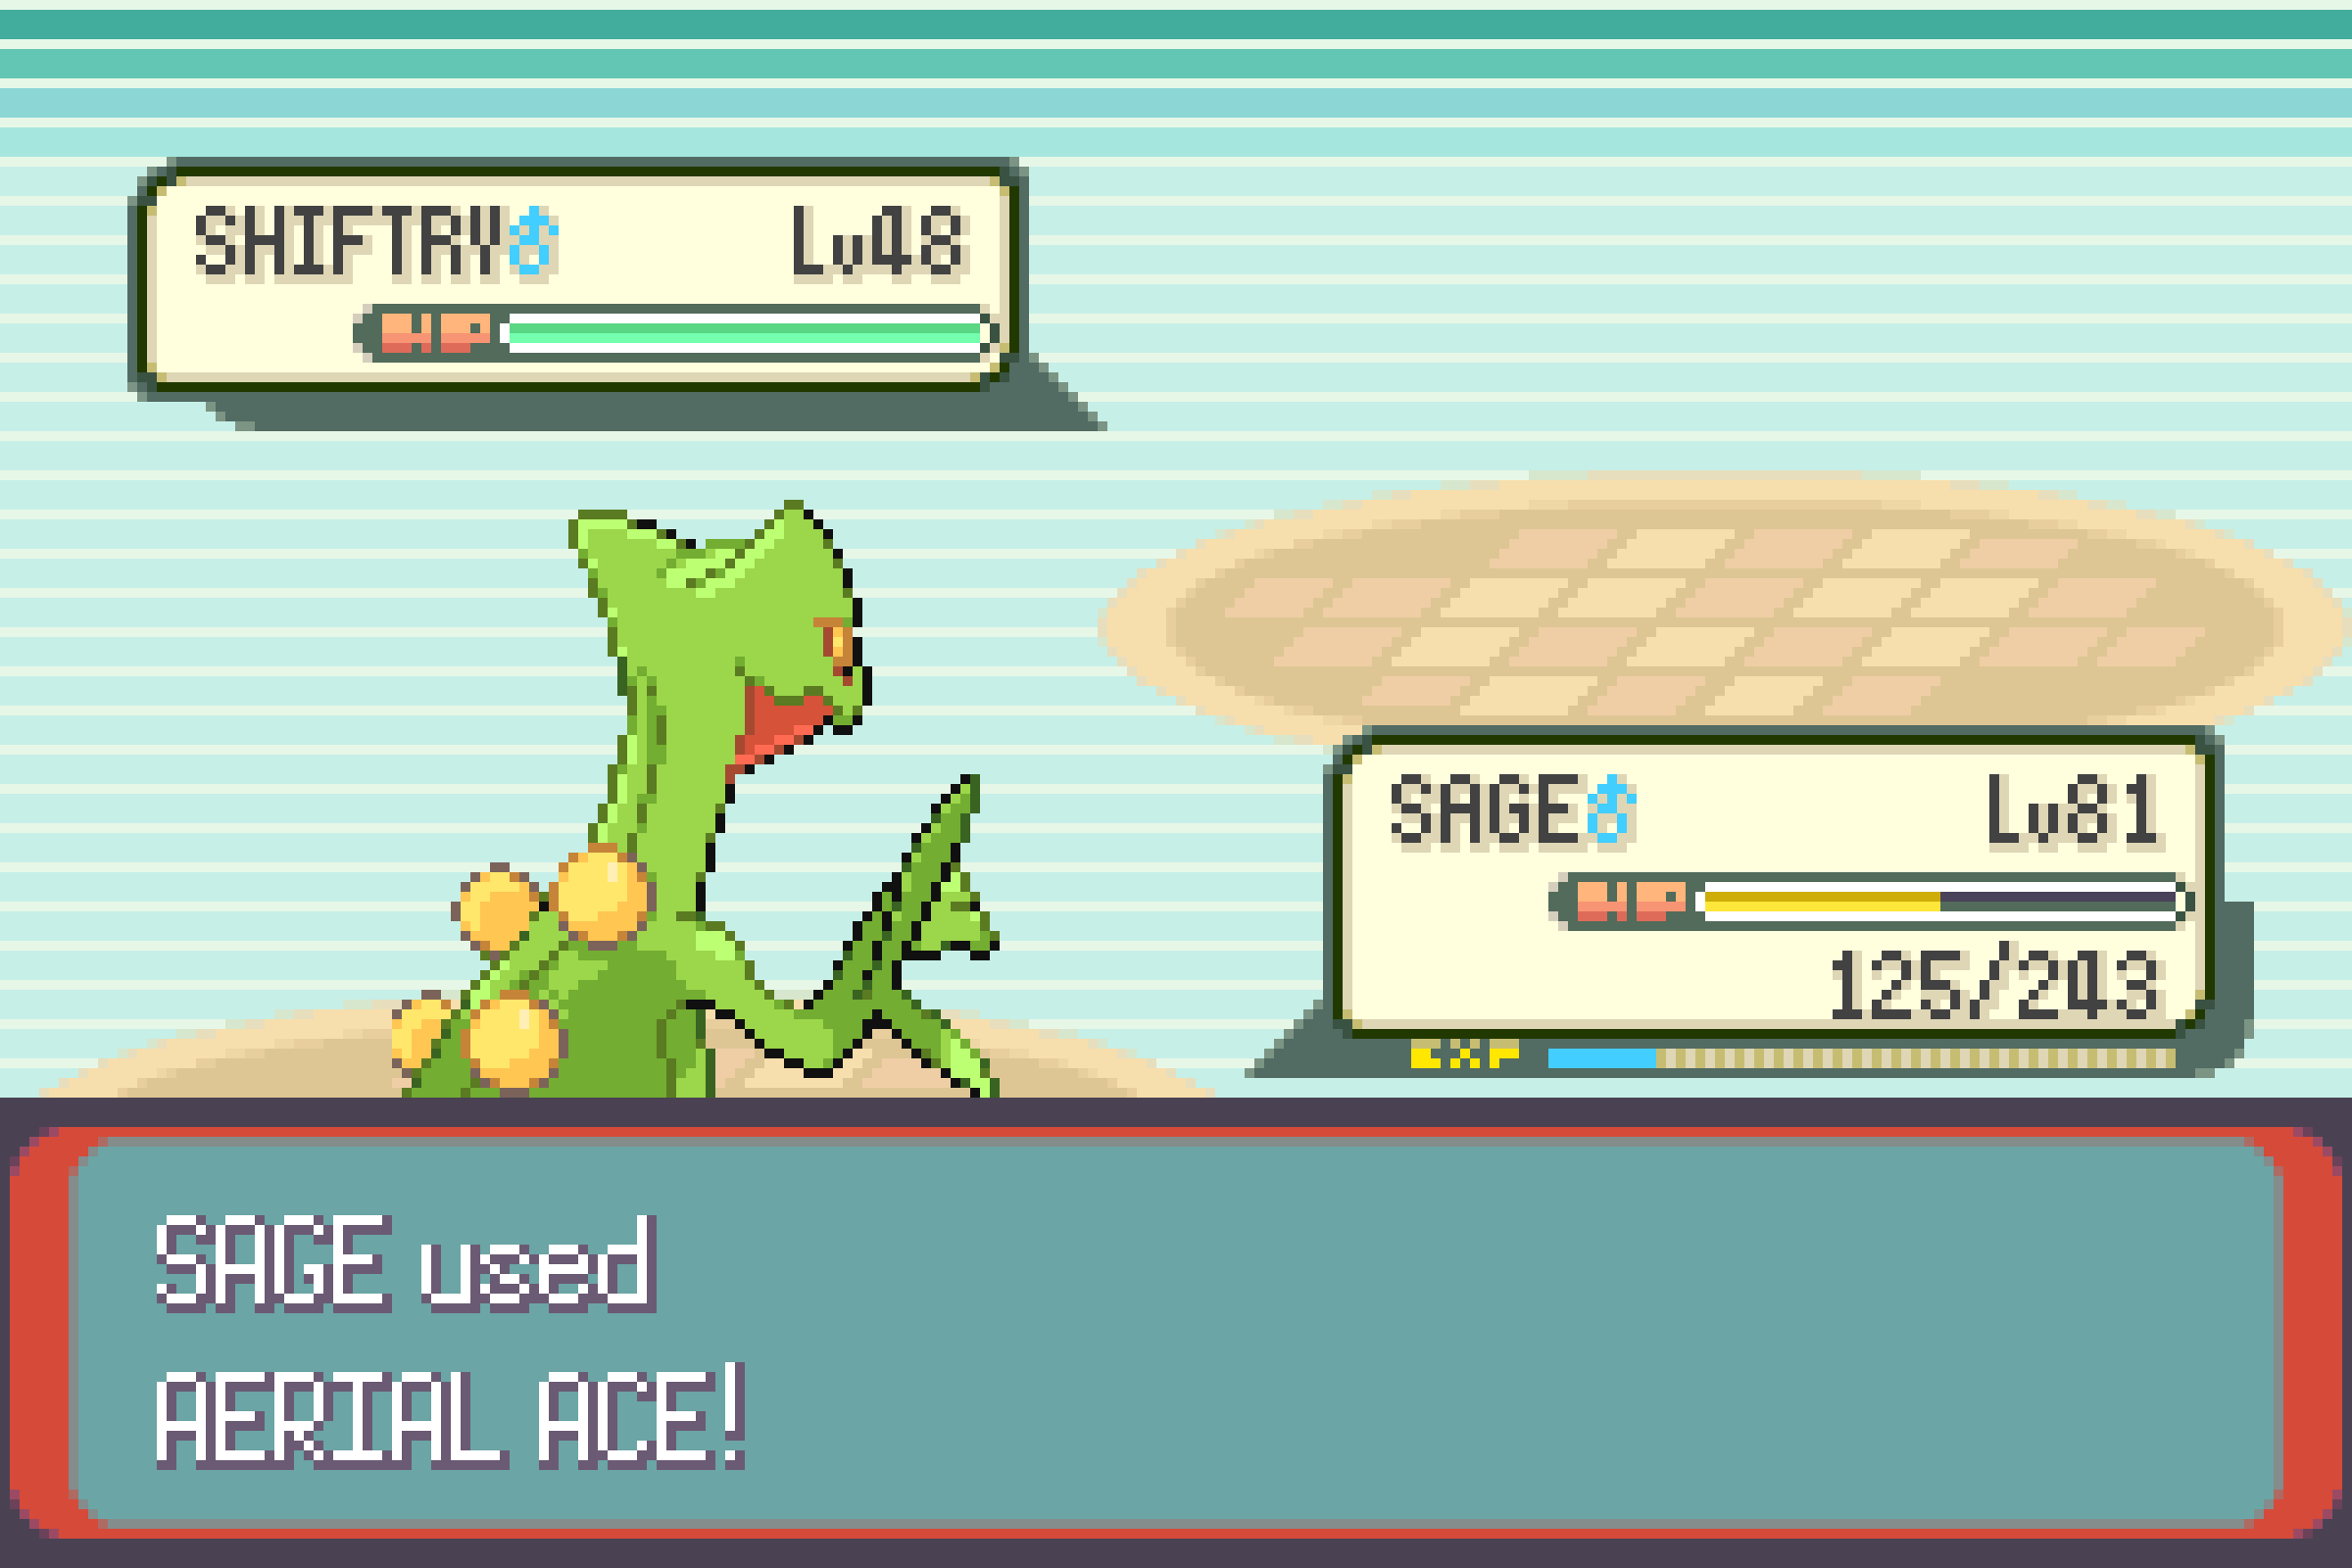 SHIFTRY♂ Lv48
HP
SAGE♂ Lv81
HP
125/243
EXP
SAGE used
AERIAL ACE!